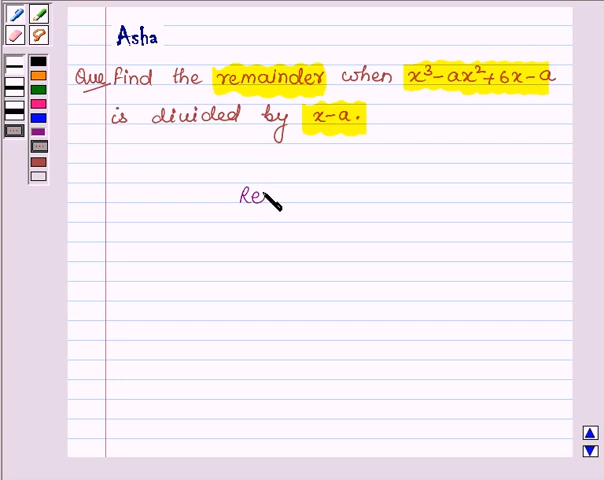 Asha
Que Find the remainder when x³-ax²+6x-a
is divided by x-a.
Re